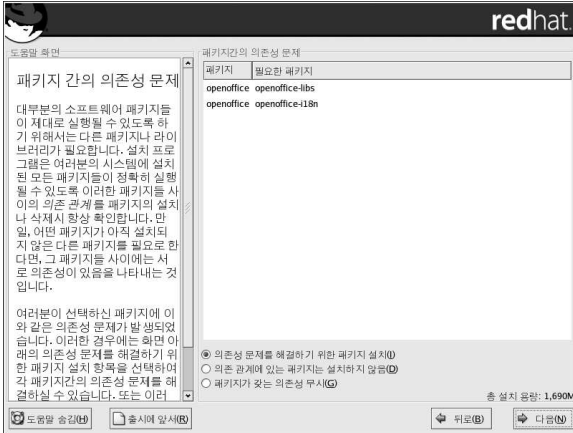 redhat.
도움말 화면
패키지 간의 의존성 문제
대부분의 소프트웨어 패키지들
이 제대로 실행될 수 있도록 하
기 위해서는 다른 패키지나 라이
브러리가 필요합니다. 설치 프로
그램은 여러분의 시스템에 설치
된 모든 패키지들이 정확히 실행
될 수 있도록 이러한 패키지들 사
이의 의존 관계를 패키지의 설치
나 삭제시 항상 확인합니다. 만
일, 어떤 패키지가 아직 설치되
지 않은 다른 패키지를 필요로 한
다면, 그 패키지들 사이에는 서
로 의존성이 있음을 나타내는 것
입니다.
여러분이 선택하신 패키지에 이
와 같은 의존성 문제가 발생되었
습니다. 이러한 경우에는 화면 아
래의 의존성 문제를 해결하기 위
한 패키지 설치 항목을 선택하여
각 패키지간의 의존성 문제를 해
결하실 수 있습니다. 또는 이러
패키지간의 의존성 문제
패키지 필요한 패키지
openoffice openoffice-libs
openoffice openoffice-i18n
의존성 문제를 해결하기 위한 패키지 설치(I)
의존 관계에 있는 패키지는 설치하지 않음(D)
패키지가 갖는 의존성 무시(G)
총 설치 용량: 1,690M
도움말 숨김(H)
출시에 앞서(R)
뒤로(B)
다음(N)